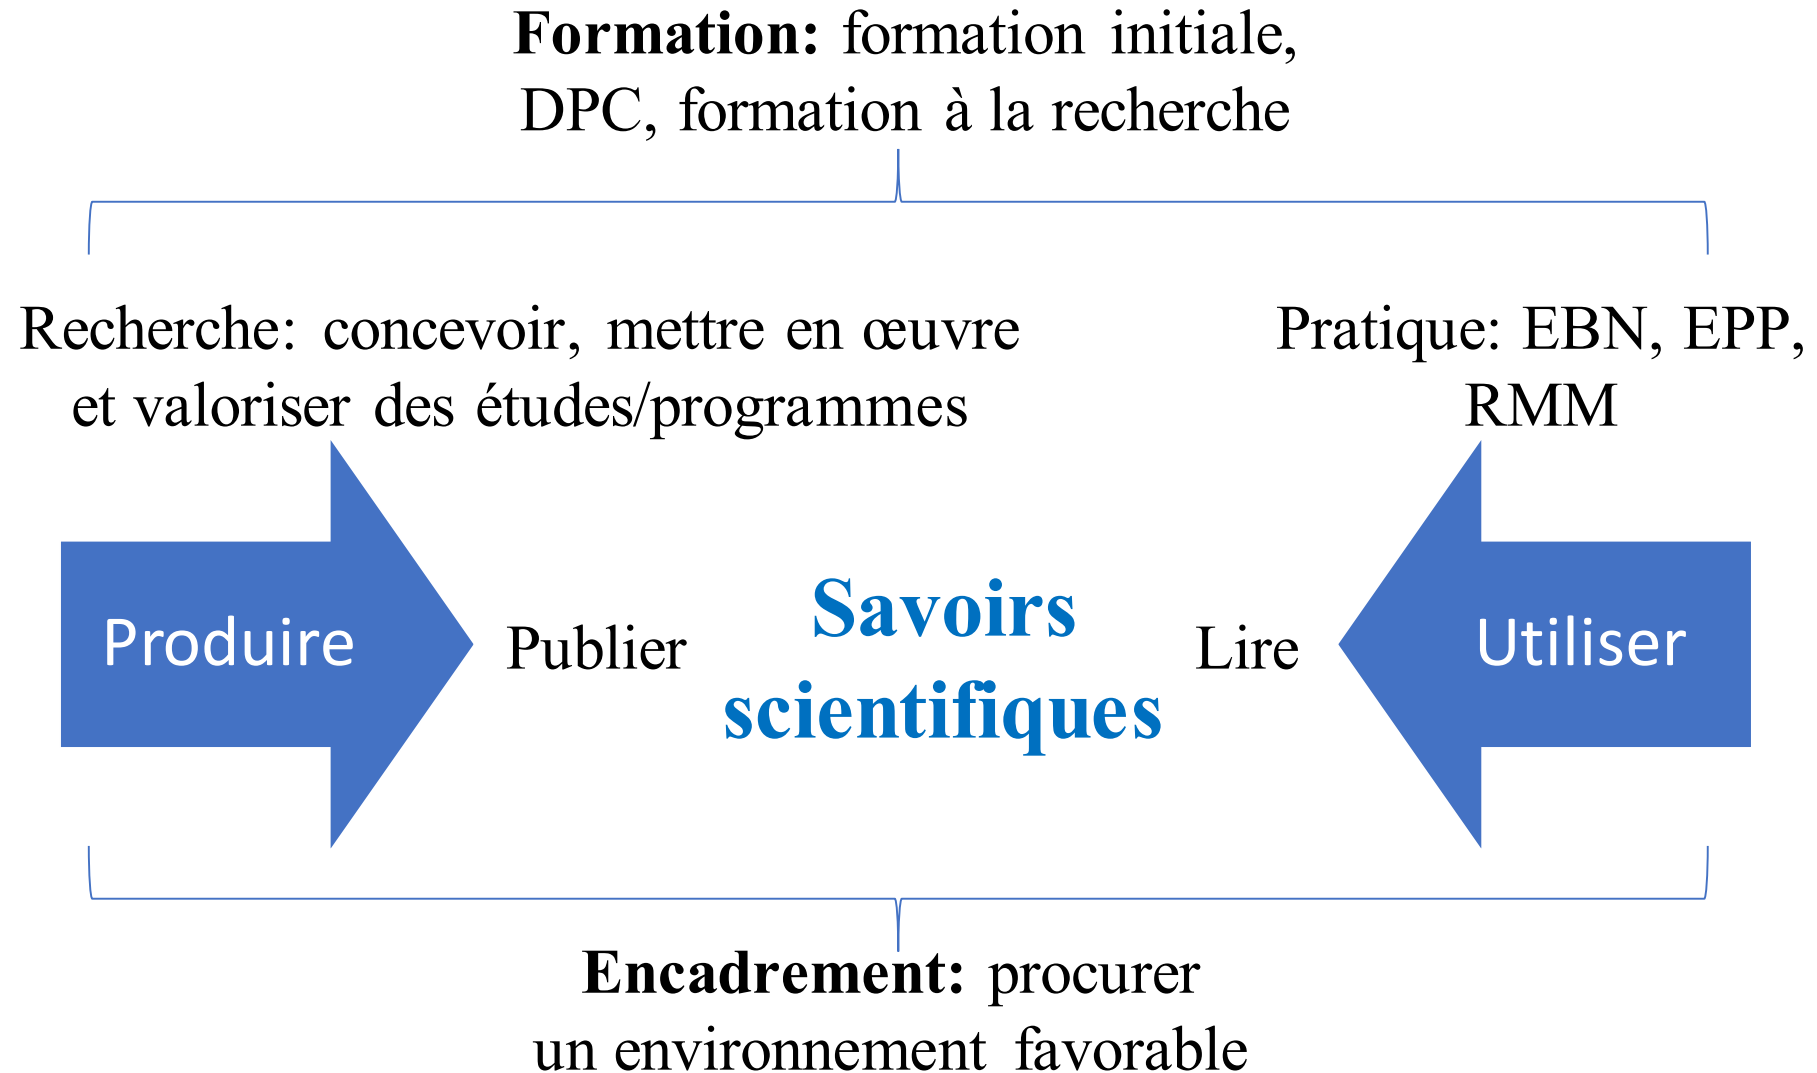 Formation: formation initiale,
DPC, formation à la recherche
Recherche: concevoir, mettre en œuvre
et valoriser des études/programmes
Pratique: EBN, EPP,
RMM
Produire
Publier
Savoirs
scientifiques
Lire
Utiliser
Encadrement: procurer
un environnement favorable